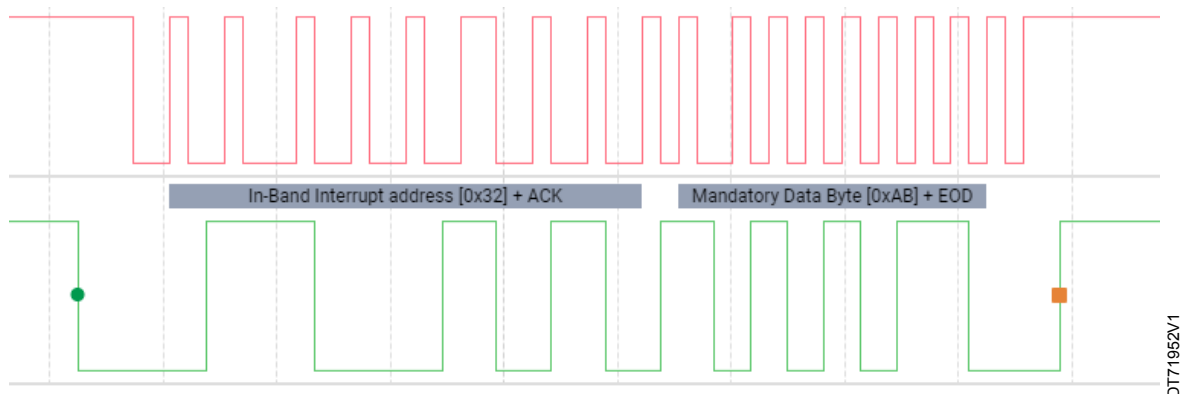 In-Band Interrupt address [0x32] + ACK
Mandatory Data Byte [0xAB] + EOD
DT71952V1